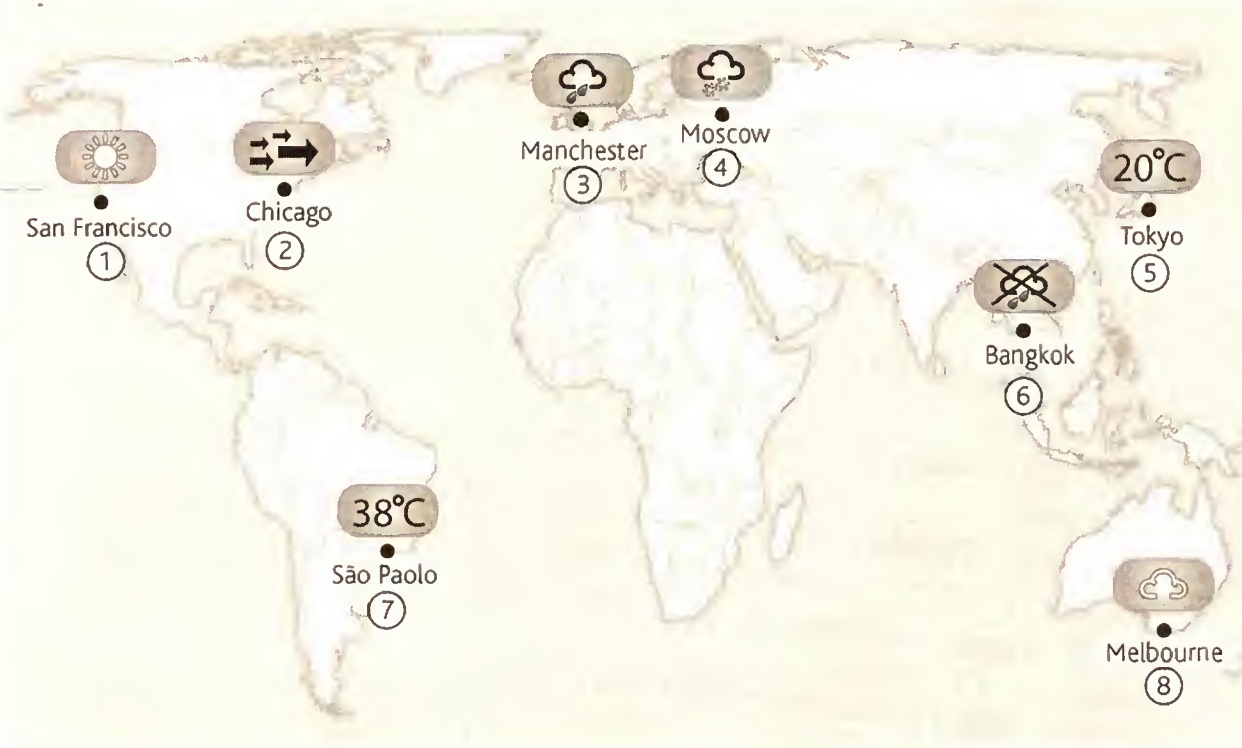 San Francisco
1
Chicago
2
Manchester
3
Moscow
4
20°C
Tokyo
5
Bangkok
6
38°C
São Paolo
7
Melbourne
8